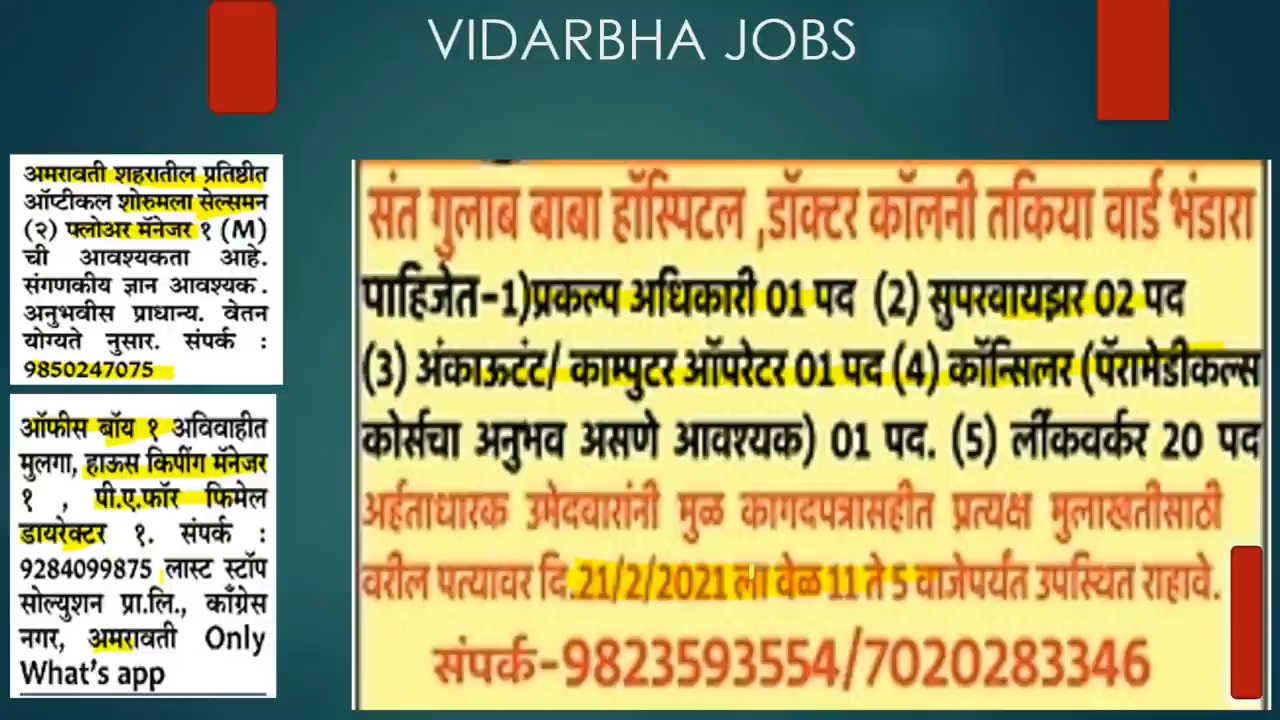 VIDARBHA JOBS
अमरावती शहरातील प्रतिष्ठीत
ऑप्टीकल शोरुमला सेल्समन
(२) फ्लोअर मॅनेजर १ (M)
ची आवश्यकता आहे.
संगणकीय ज्ञान आवश्यक.
अनुभवीस प्राधान्य. वेतन
योग्यते नुसार. संपर्क :
9850247075
ऑफीस बॉय १ अविवाहीत
मुलगा, हाऊस किपींग मॅनेजर
१ , पी.ए.फॉर फिमेल
डायरेक्टर १. संपर्क :
9284099875 लास्ट स्टॉप
सोल्युशन प्रा.लि., काँग्रेस
नगर, अमरावती Only
What's app
संत गुलाब बाबा हॉस्पिटल ,डॉक्टर कॉलनी तकिया वार्ड भंडारा
पाहिजेत-1)प्रकल्प अधिकारी 01 पद (2) सुपरवायझर 02 पद
(3) अंकाऊटंट/ काम्पुटर ऑपरेटर 01 पद (4) कॉन्सिलर (पॅरामेडीकल्स
कोर्सचा अनुभव असणे आवश्यक) 01 पद. (5) लींकवर्कर 20 पद
अर्हताधारक उमेदवारांनी मुळ कागदपत्रासहीत प्रत्यक्ष मुलाखतीसाठी
वरील पत्यावर दि.21/2/2021 ला वेळ 11 ते 5 वाजेपर्यंत उपस्थित राहावे.
संपर्क-9823593554/7020283346